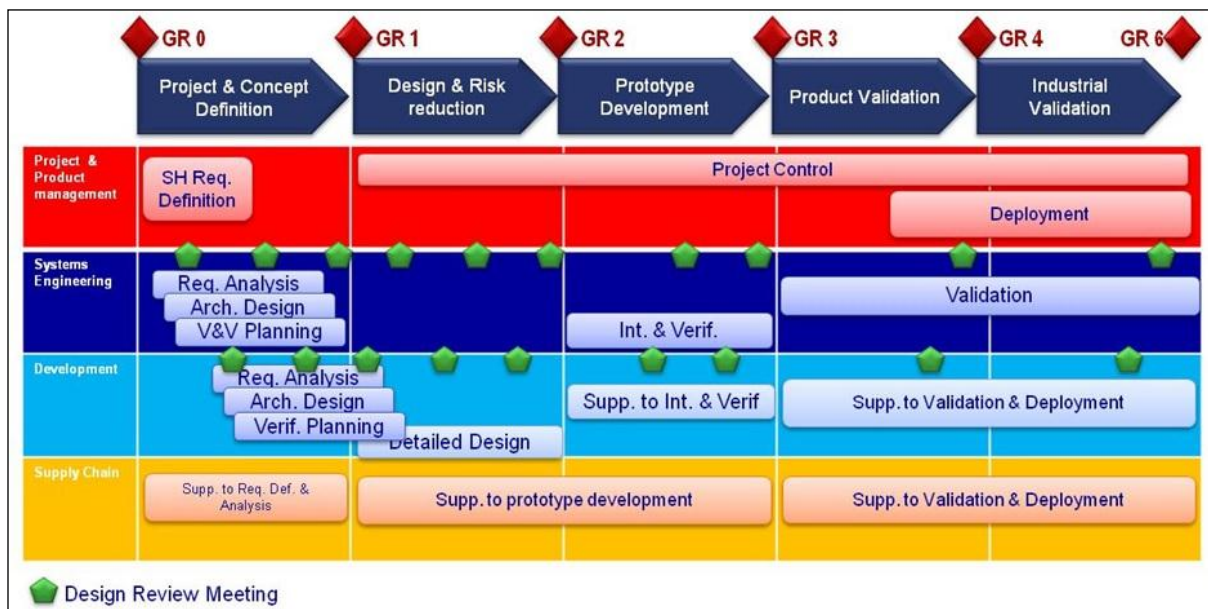 GR 0
GR 1
GR 2
GR 3
GR 4
GR 6
Project & Concept
Definition
Design & Risk
reduction
Prototype
Development
Product Validation
Industrial
Validation
Project &
Product
management
SH Req.
Definition
Project Control
Deployment
Systems
Engineering
Req. Analysis
Arch. Design
V&V Planning
Int. & Verif.
Validation
Development
Req. Analysis
Arch. Design
Verif. Planning
Detailed Design
Supp. to Int. & Verif
Supp. to Validation & Deployment
Supply Chain
Supp. to Req. Def. &
Analysis
Supp. to prototype development
Supp. to Validation & Deployment
Design Review Meeting